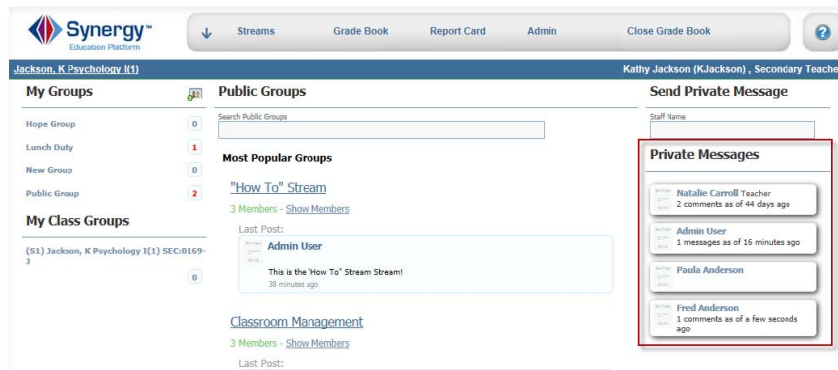 Synergy™
Education Platform
Streams
Grade Book
Report Card
Admin
Close Grade Book
Jackson, K Psychology I(1)
Kathy Jackson (KJackson) , Secondary Teache
My Groups
Hope Group 0
Lunch Duty 1
New Group 0
Public Group 2
My Class Groups
(S1) Jackson, K Psychology I(1) SEC:0169-
J
0
Public Groups
Search Public Groups
Most Popular Groups
"How To" Stream
3 Members - Show Members
Last Post:
Admin User
This is the 'How To" Stream Stream!
38 minutes ago
Classroom Management
3 Members - Show Members
Last Post:
Send Private Message
Staff Name
Private Messages
Natalie Carroll Teacher
2 comments as of 44 days ago
Admin User
1 messages as of 16 minutes ago
Paula Anderson
Fred Anderson
1 comments as of a few seconds
ago